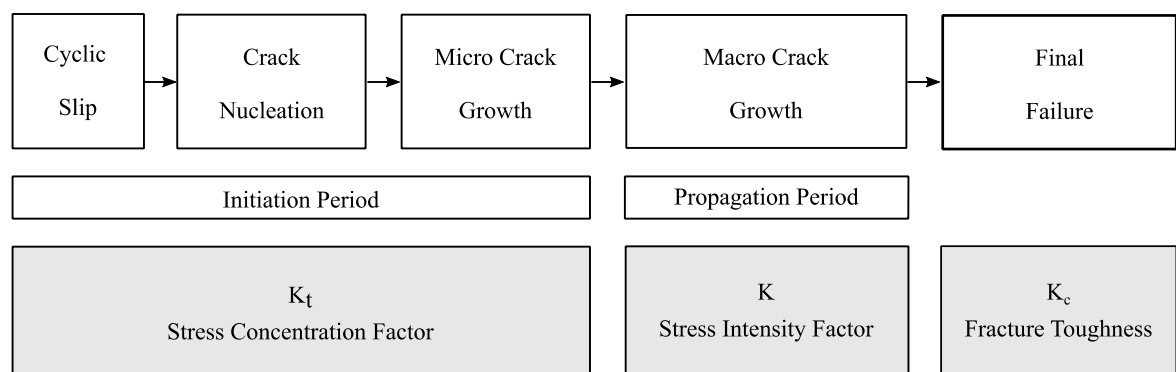 Cyclic
Slip
Crack
Nucleation
Micro Crack
Growth
Macro Crack
Growth
Final
Failure
Initiation Period
Propagation Period
Kt
Stress Concentration Factor
K
Stress Intensity Factor
Kc
Fracture Toughness